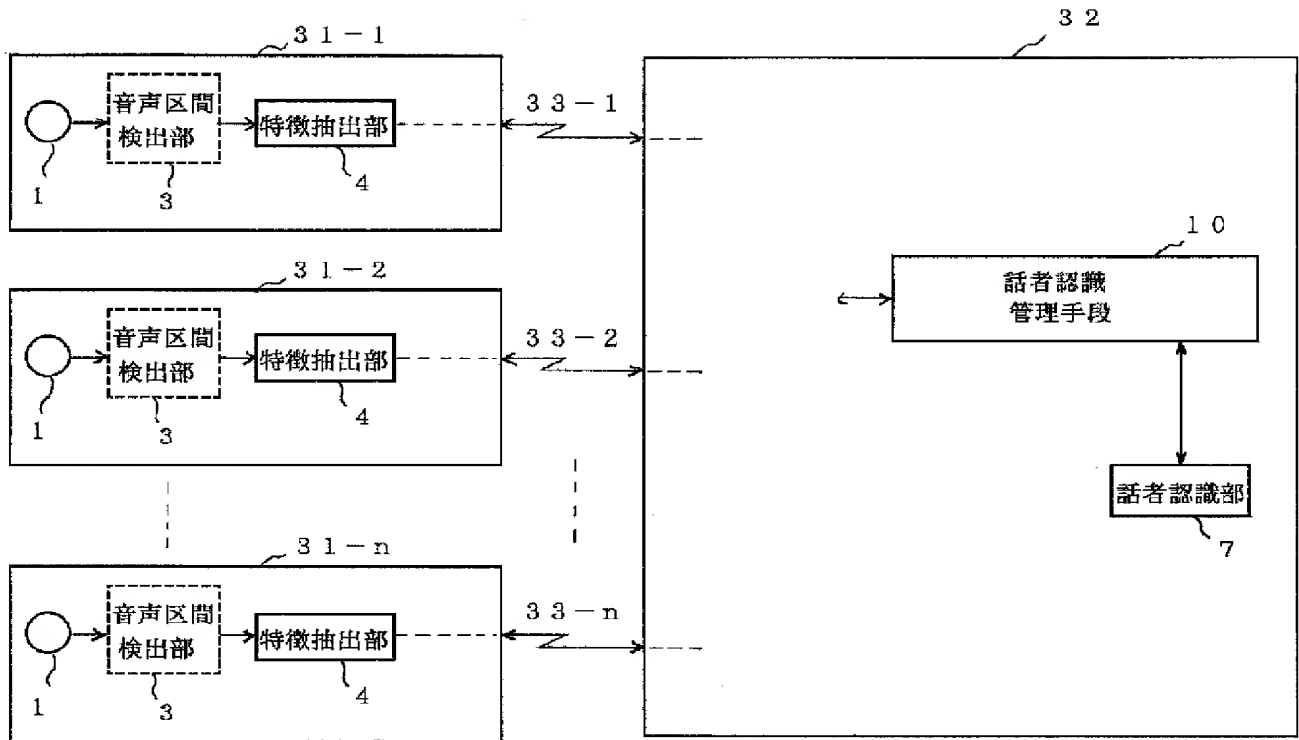 31-1
音声区間
検出部
特徴抽出部
1
3
4
33-1
31-2
音声区間
検出部
特徴抽出部
1
3
4
33-2
31-n
音声区間
検出部
特徴抽出部
1
3
4
33-n
32
10
話者認識
管理手段
話者認識部
7